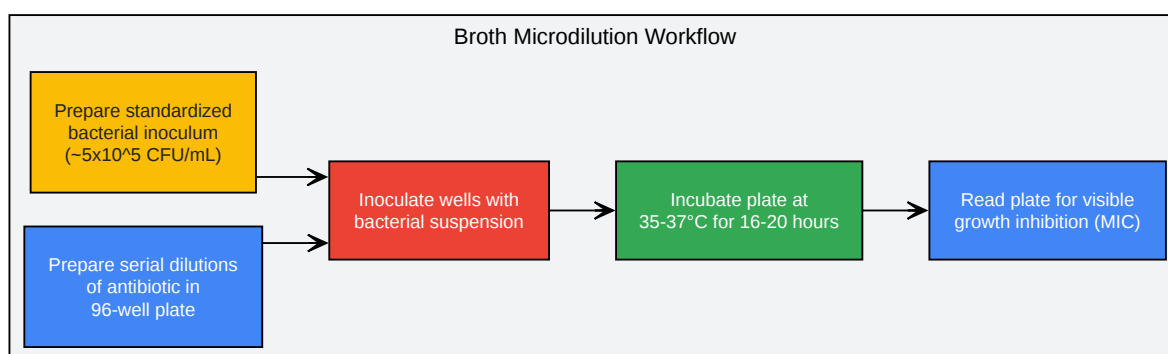 Broth Microdilution Workflow
Prepare standardized
bacterial inoculum
(~5x10^5 CFU/mL)
Prepare serial dilutions
of antibiotic in
96-well plate
Inoculate wells with
bacterial suspension
Incubate plate at
35-37°C for 16-20 hours
Read plate for visible
growth inhibition (MIC)